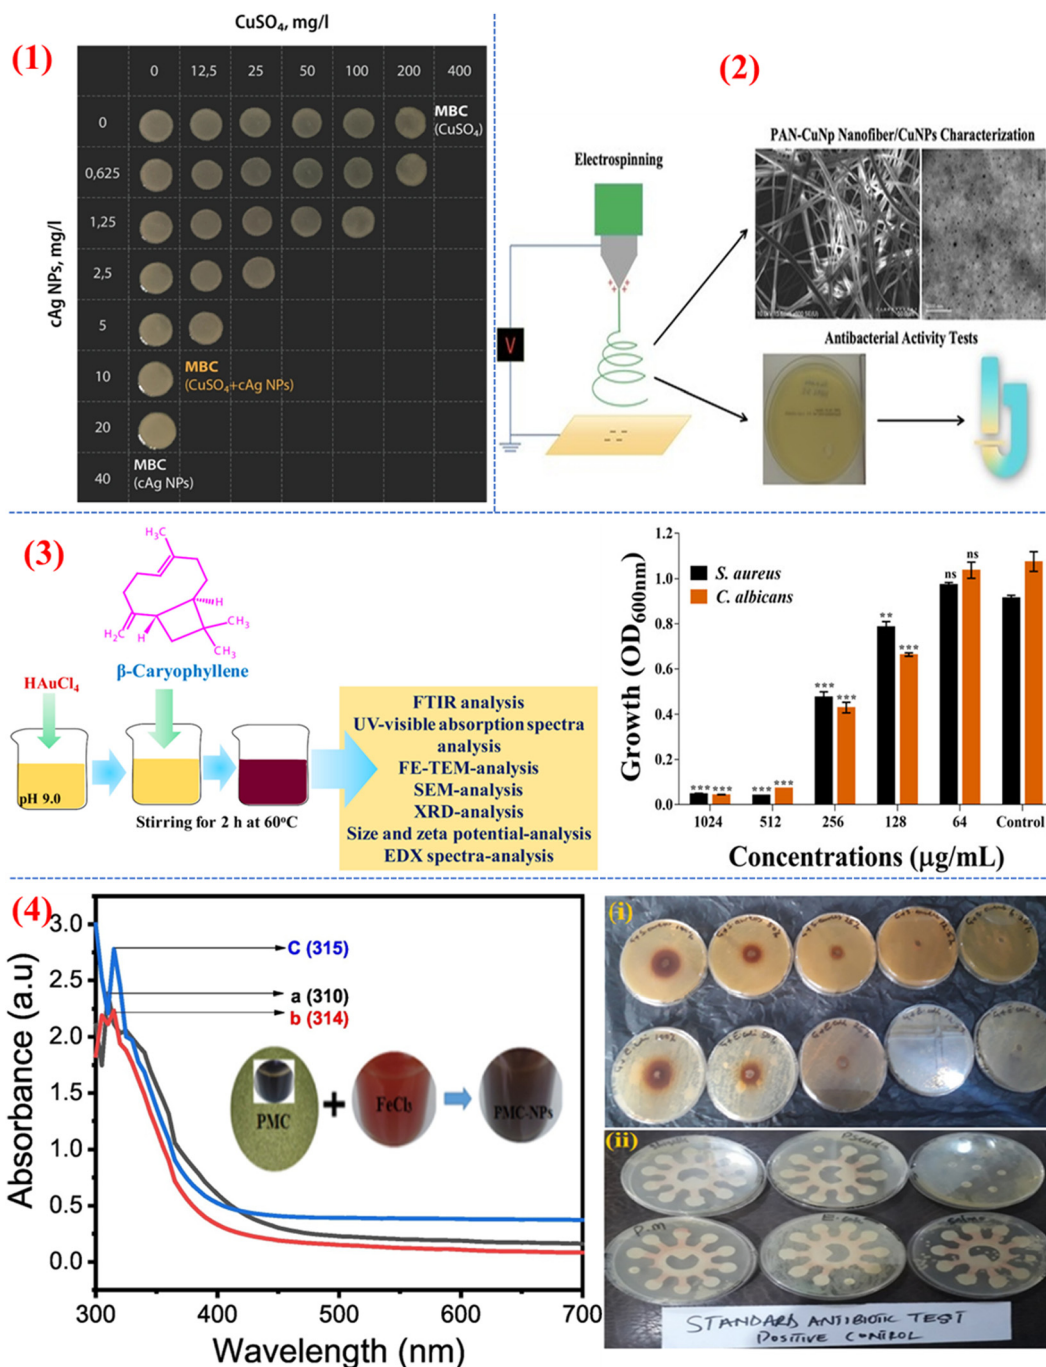 (1)
CuSO₄, mg/l
0 12,5 25 50 100 200 400
cAg NPs, mg/l
0
MBC
(CuSO₄)
0,625
1,25
2,5
5
MBC
(CuSO₄+cAg NPs)
10
20
MBC
(cAg NPs)
40
(2)
Electrospinning
V
PAN-CuNp Nanofiber/CuNPs Characterization
Antibacterial Activity Tests
(3)
H₃C
H
H₂C
H
CH₃
CH₃
HAuCl₄
β-Caryophyllene
pH 9.0
Stirring for 2 h at 60°C
FTIR analysis
UV-visible absorption spectra
analysis
FE-TEM-analysis
SEM-analysis
XRD-analysis
Size and zeta potential-analysis
EDX spectra-analysis
Growth (OD600nm)
1.2
1.0
0.8
0.6
0.4
0.2
0.0
S. aureus
C. albicans
*** *** *** *** *** *** ** *** ns ns
1024 512 256 128 64 Control
Concentrations (µg/mL)
(4)
Absorbance (a.u)
3.0
2.5
2.0
1.5
1.0
0.5
0.0
C (315)
a (310)
b (314)
PMC
+
FeCl₃
PMC-NPs
300 400 500 600 700
Wavelength (nm)
(i)
(ii)
Pseudo
P-M
E.coli
STANDARD ANTIBIOTIC TEST
POSITIVE CONTROL